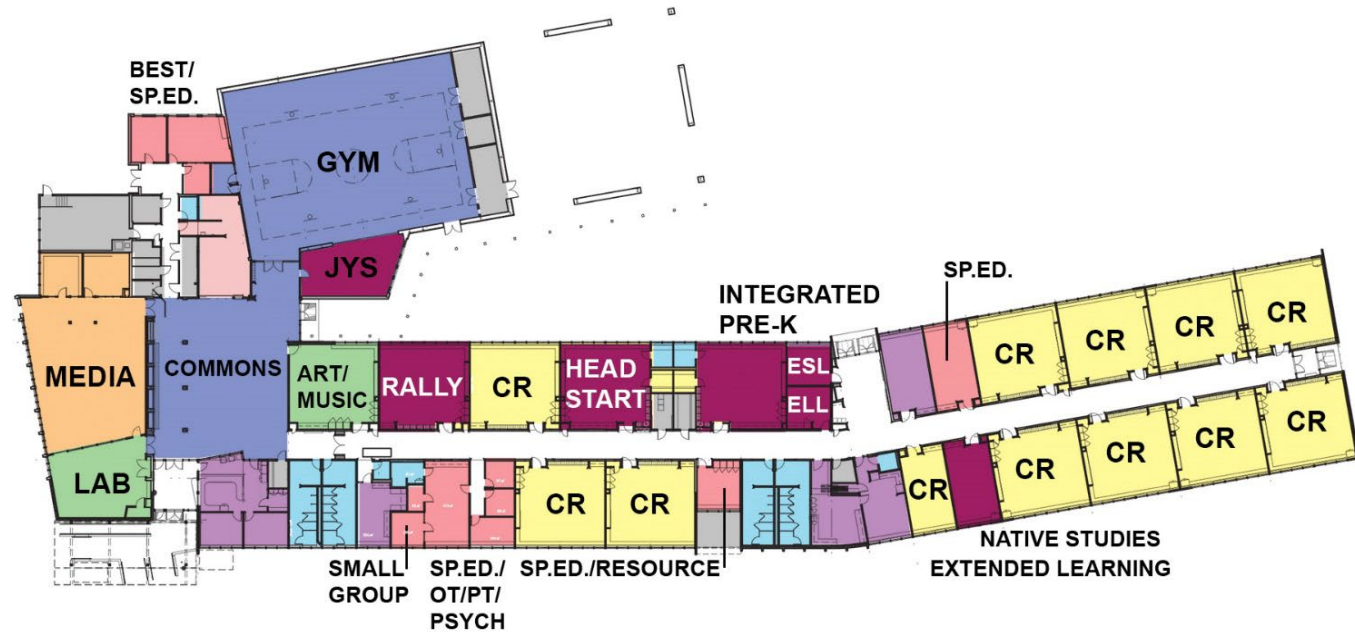 BEST/
SP.ED.
GYM
JYS
SP.ED.
INTEGRATED
PRE-K
CR
CR
CR
CR
MEDIA
COMMONS
ART/
MUSIC
RALLY
CR
HEAD
START
ESL
ELL
LAB
CR
CR
CR
CR
CR
CR
CR
SMALL
GROUP
SP.ED./
OT/PT/
PSYCH
SP.ED./RESOURCE
NATIVE STUDIES
EXTENDED LEARNING